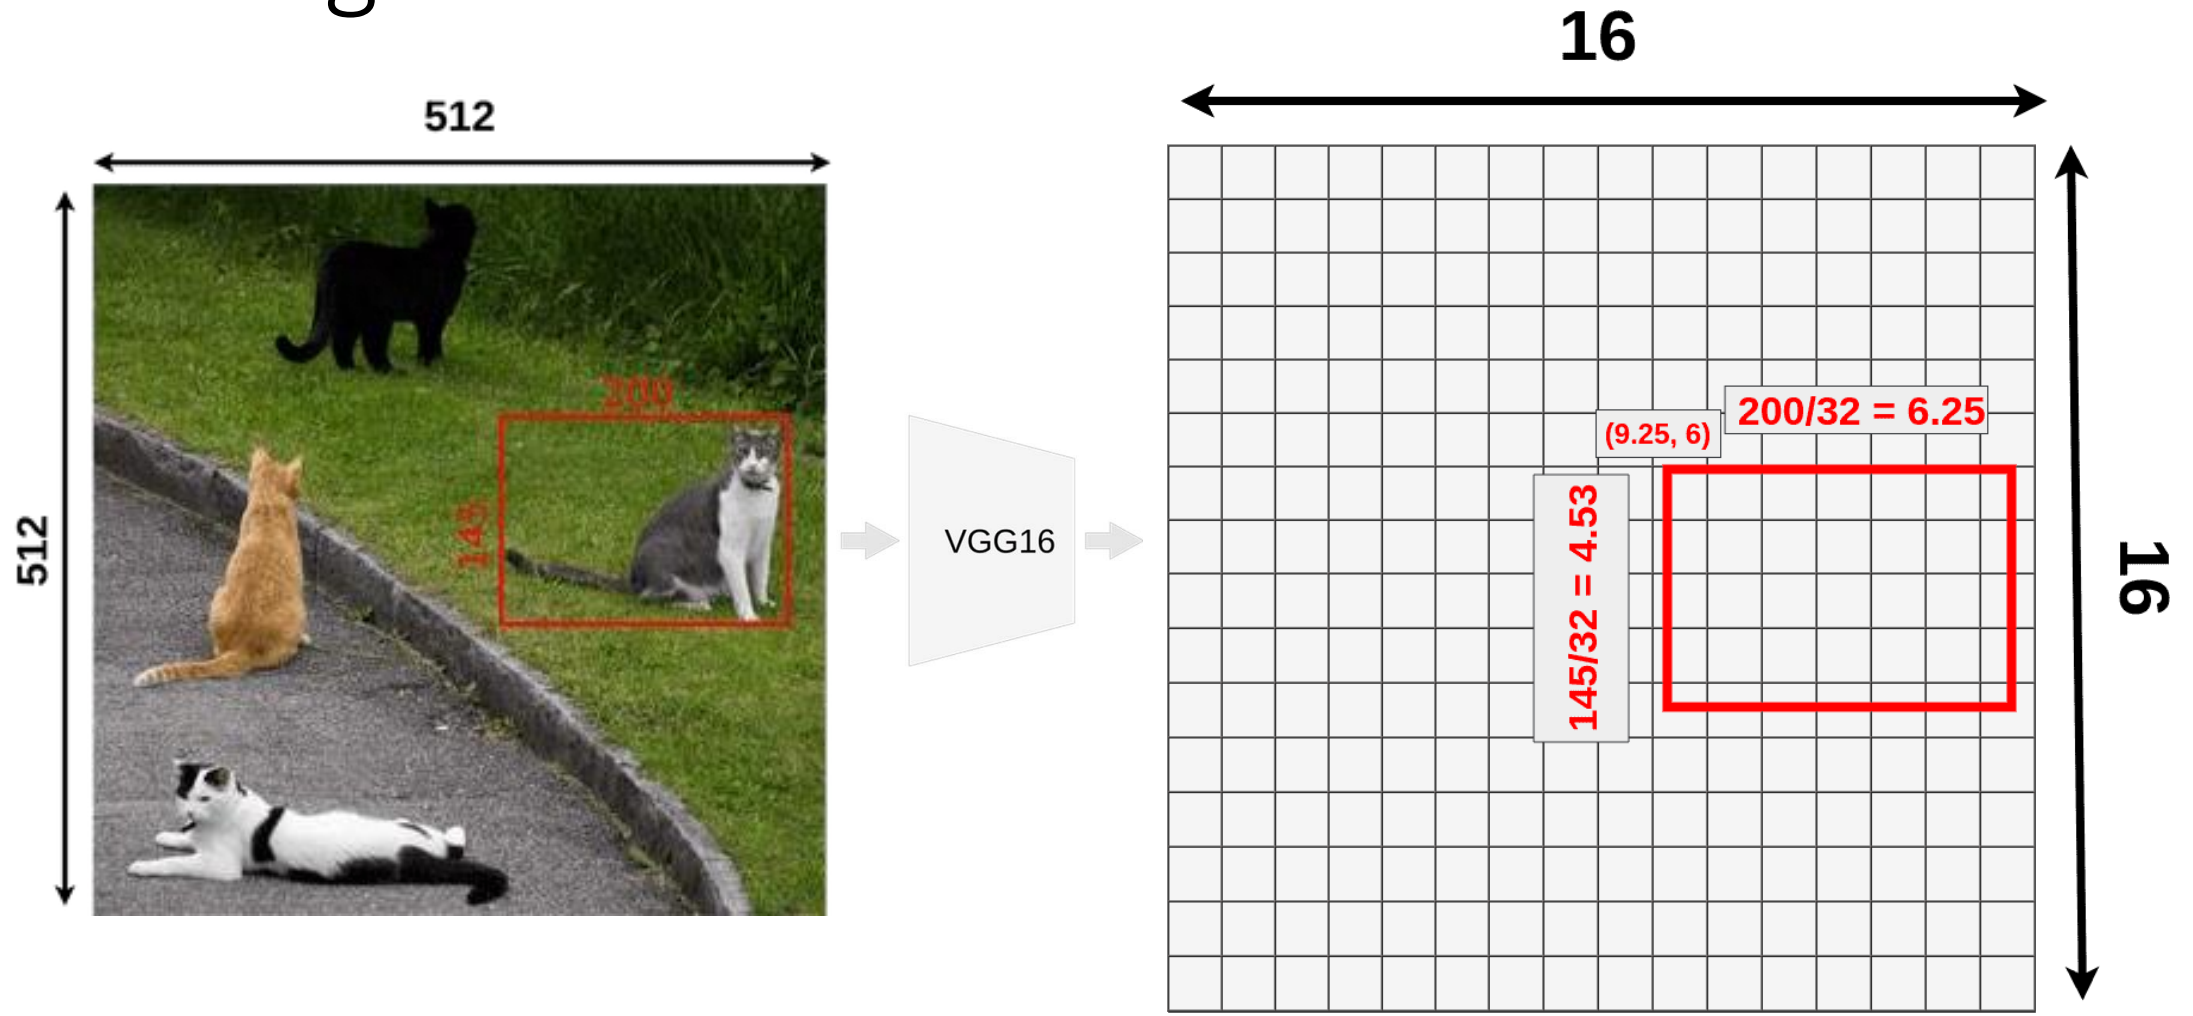 16
512
512
200
145
VGG16
(9.25, 6)
200/32 = 6.25
145/32 = 4.53
16